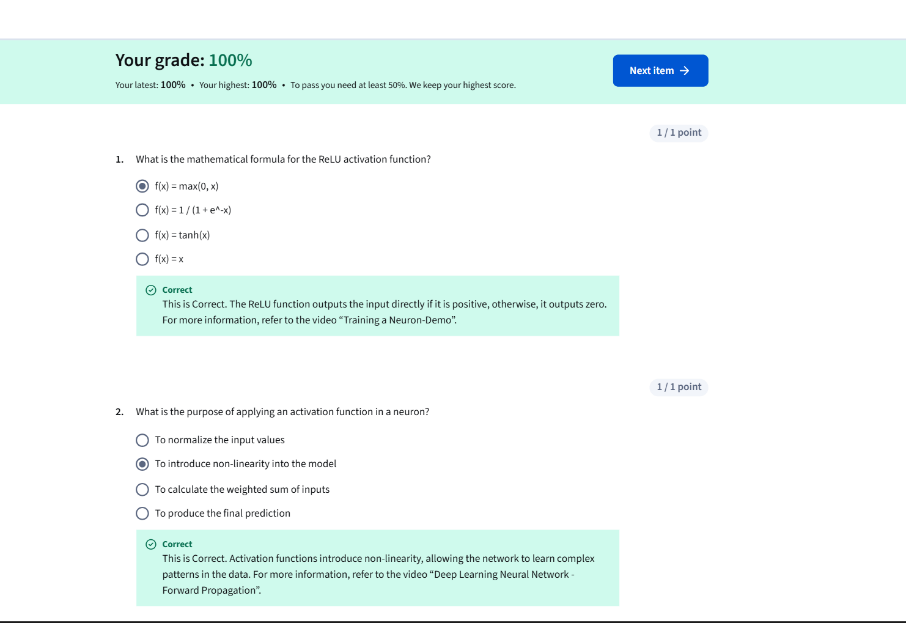 Your grade: 100%
Next item →
Your latest: 100% • Your highest: 100% • To pass you need at least 50%. We keep your highest score.
1 / 1 point
1. What is the mathematical formula for the ReLU activation function?
f(x) = max(0, x)
f(x) = 1 / (1 + e^-x)
f(x) = tanh(x)
f(x) = x
Correct
This is Correct. The ReLU function outputs the input directly if it is positive, otherwise, it outputs zero.
For more information, refer to the video “Training a Neuron-Demo”.
1 / 1 point
2. What is the purpose of applying an activation function in a neuron?
To normalize the input values
To introduce non-linearity into the model
To calculate the weighted sum of inputs
To produce the final prediction
Correct
This is Correct. Activation functions introduce non-linearity, allowing the network to learn complex
patterns in the data. For more information, refer to the video “Deep Learning Neural Network -
Forward Propagation”.